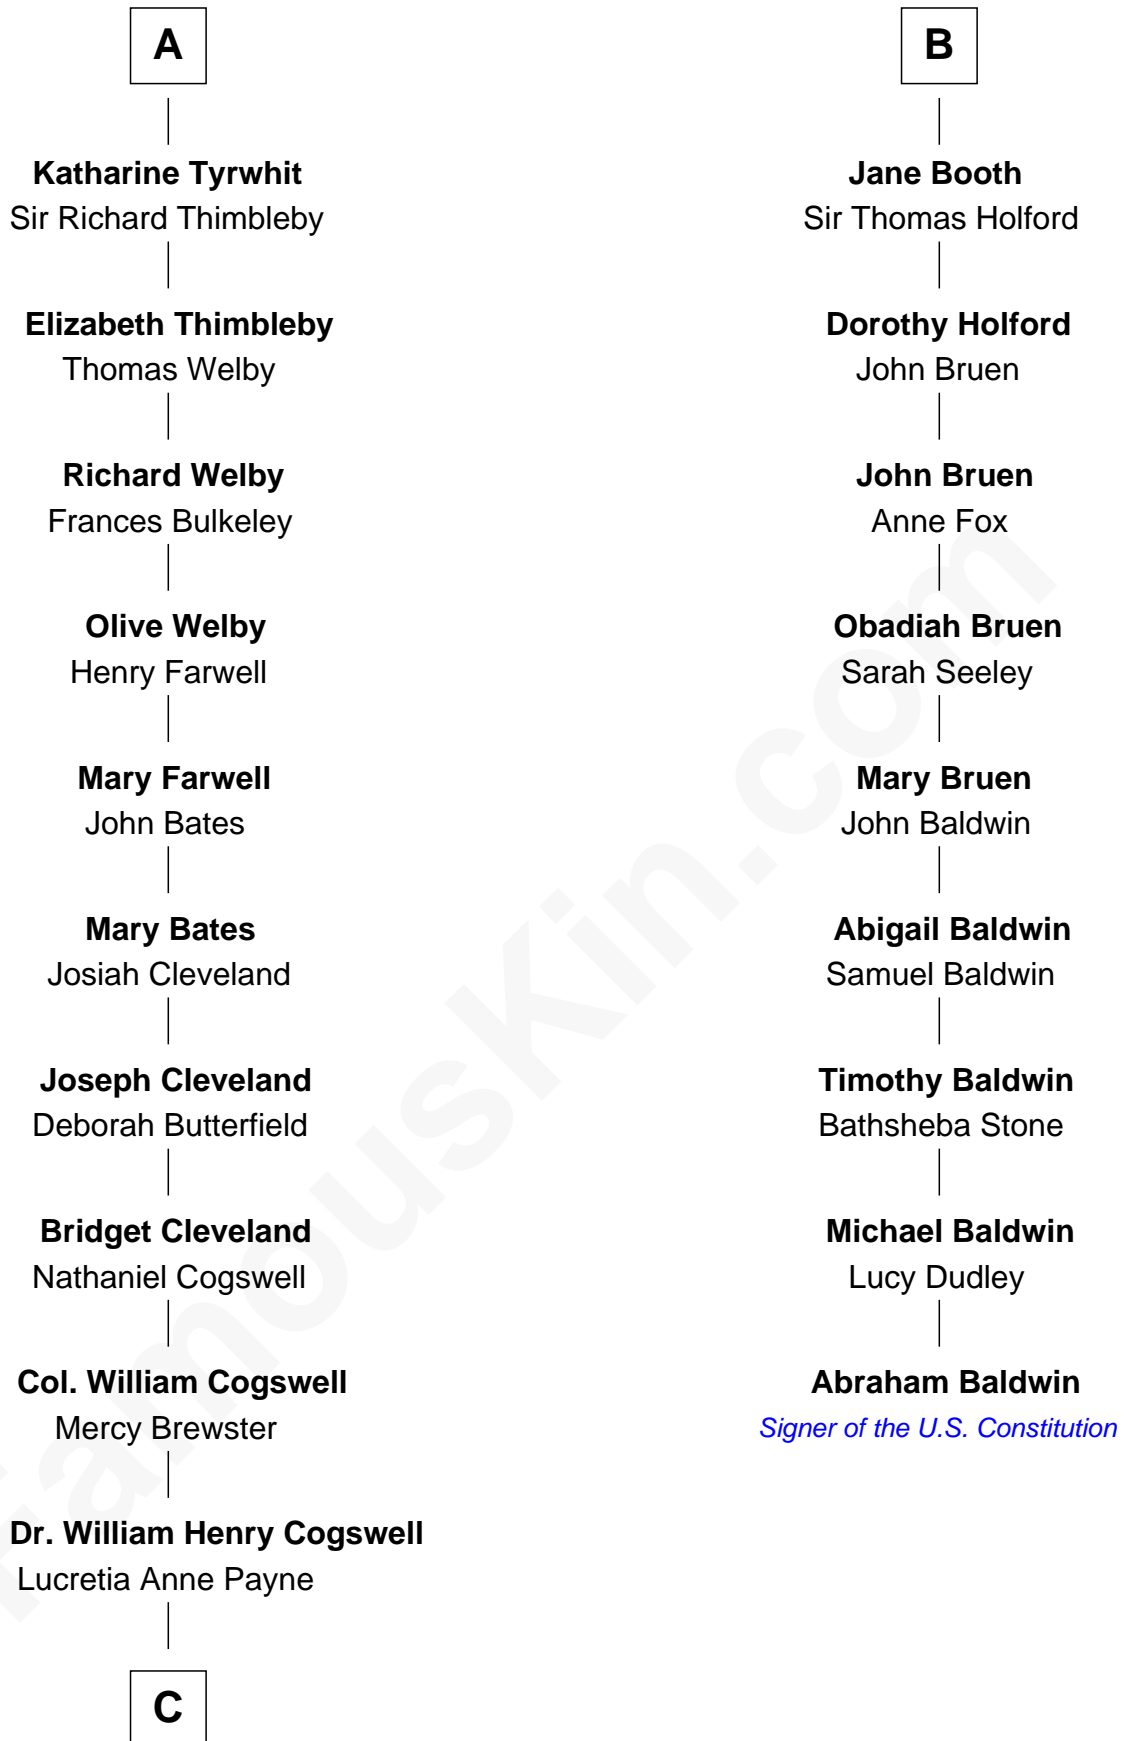 A
Katharine Tyrwhit
Sir Richard Thimbleby
Elizabeth Thimbleby
Thomas Welby
Richard Welby
Frances Bulkeley
Olive Welby
Henry Farwell
Mary Farwell
John Bates
Mary Bates
Josiah Cleveland
Joseph Cleveland
Deborah Butterfield
Bridget Cleveland
Nathaniel Cogswell
Col. William Cogswell
Mercy Brewster
Dr. William Henry Cogswell
Lucretia Anne Payne
C
B
Jane Booth
Sir Thomas Holford
Dorothy Holford
John Bruen
John Bruen
Anne Fox
Obadiah Bruen
Sarah Seeley
Mary Bruen
John Baldwin
Abigail Baldwin
Samuel Baldwin
Timothy Baldwin
Bathsheba Stone
Michael Baldwin
Lucy Dudley
Abraham Baldwin
Signer of the U.S. Constitution
FamousKin.com